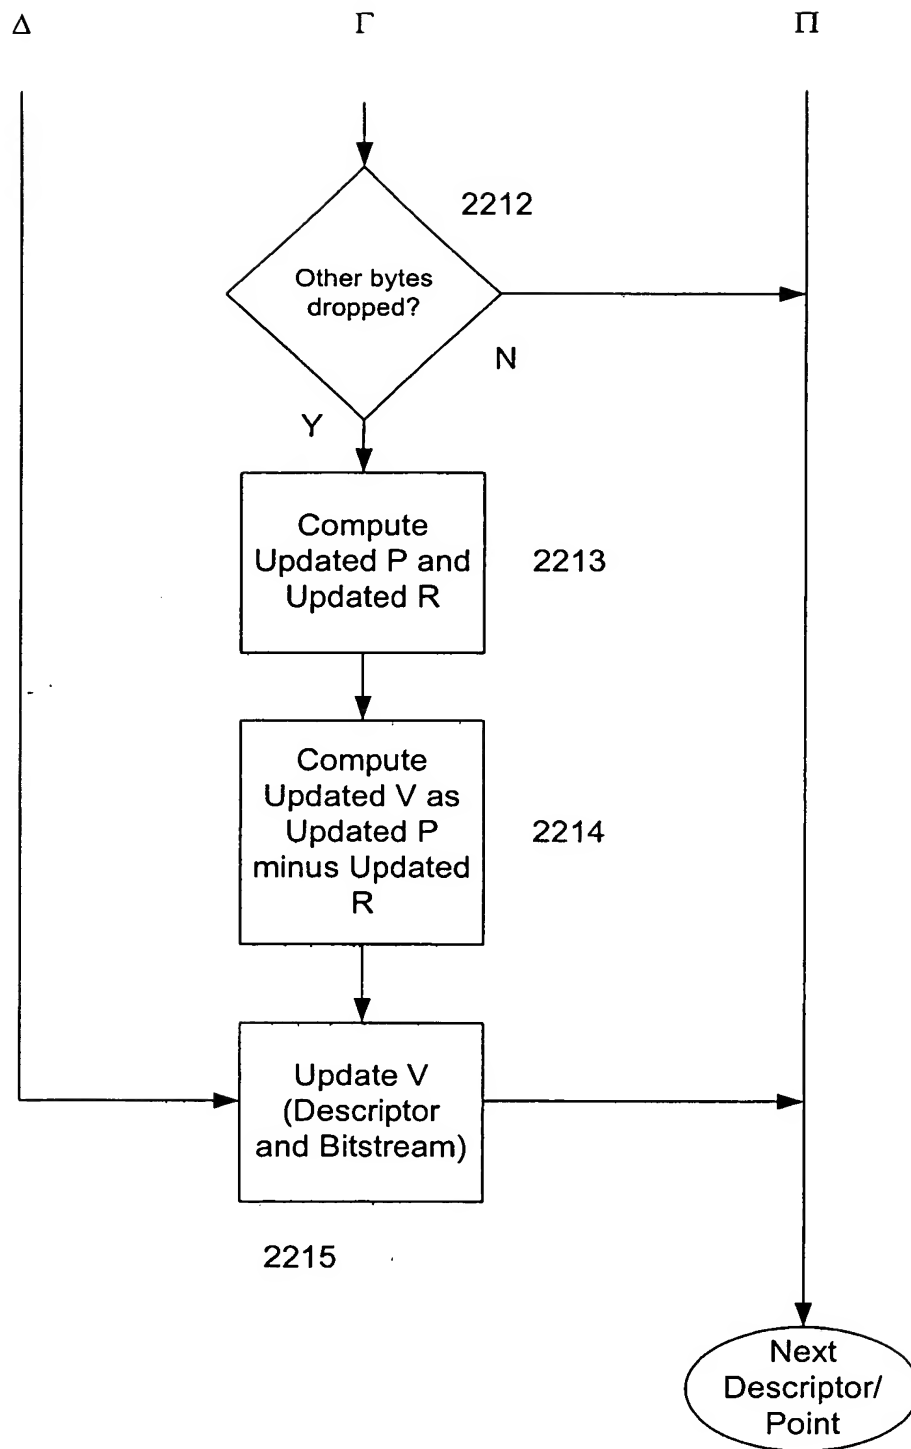 Δ Γ Π
2212
Other bytes
dropped?
N
Y
Compute
Updated P and
Updated R
2213
Compute
Updated V as
Updated P
minus Updated
R
2214
Update V
(Descriptor
and Bitstream)
2215
Next
Descriptor/
Point